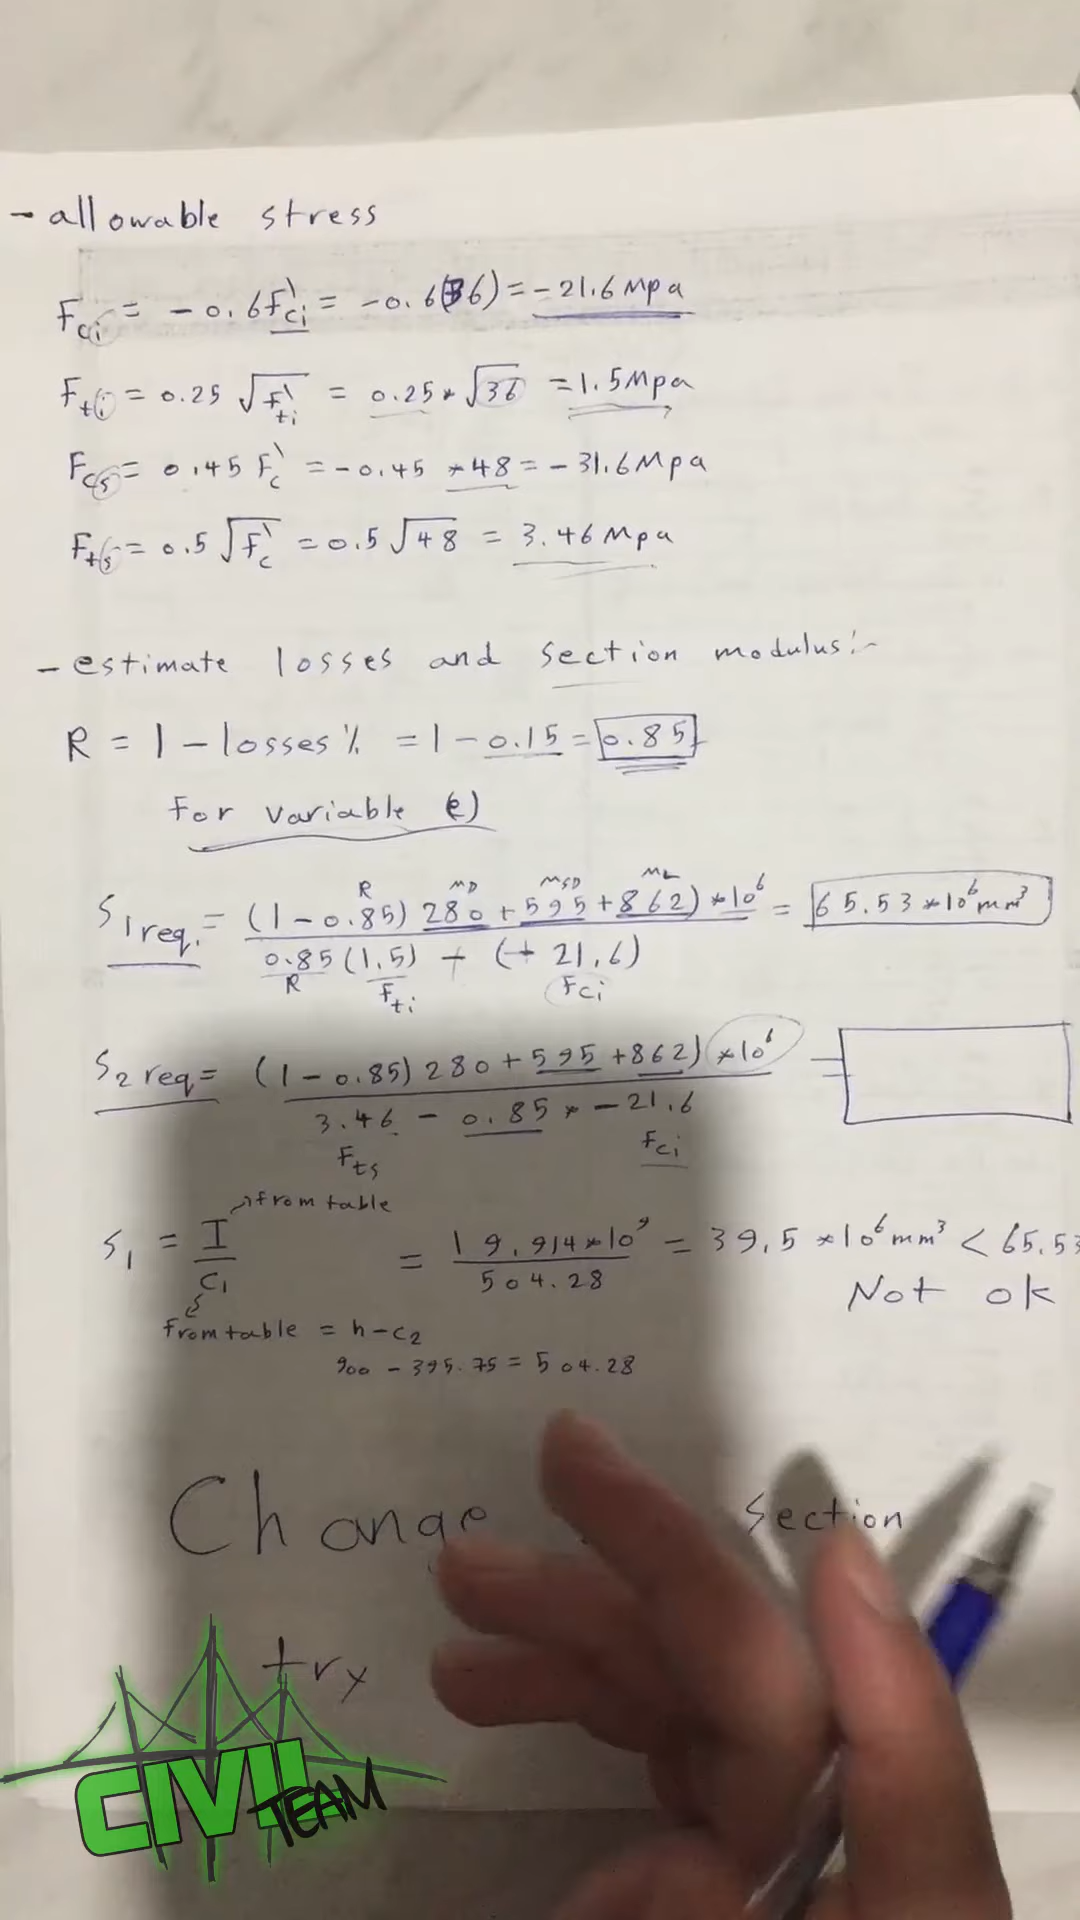 - allowable stress
Fci = - 0.6 f'ci = -0.6(36) = -21.6 Mpa
Fti = 0.25 √f'ti = 0.25 * √36 = 1.5 Mpa
Fcs = 0.45 F'c = -0.45 * 48 = -31.6 Mpa
Fts = 0.5 √F'c = 0.5 √48 = 3.46 Mpa
- estimate losses and section modulus:-
R = 1 - losses % = 1 - 0.15 = 0.85
for variable (e)
R MD MSD ML
S1 req. = (1 - 0.85) 280 + 595 + 862) * 10^6 = 65.53 * 10^6 mm^3
0.85 (1.5) + (+ 21.6)
R Fti Fci
S2 req = (1 - 0.85) 280 + 595 + 862) * 10^6 =
3.46 - 0.85 * -21.6
Fts Fci
from table
S1 = I / C1 = 19.914 * 10^9 / 504.28 = 39.5 * 10^6 mm^3 < 65.53
Not ok
from table = h - c2
900 - 395.75 = 504.28
Change section
try
CIVIL
TEAM